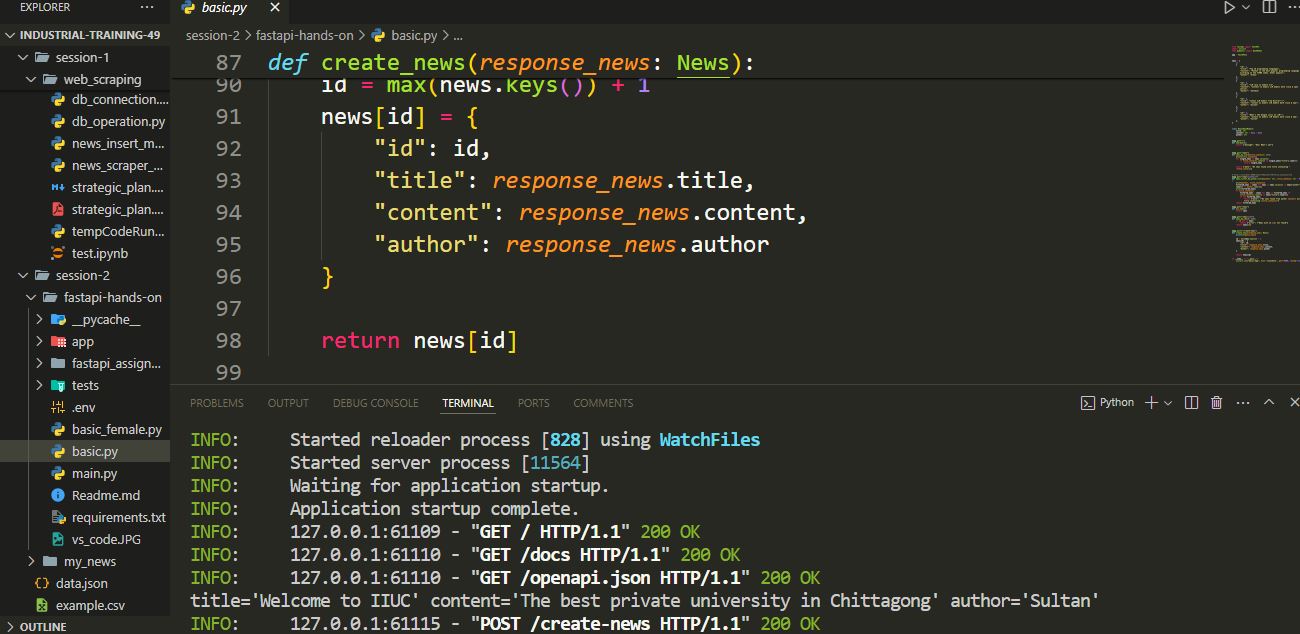 EXPLORER ...
basic.py ×
INDUSTRIAL-TRAINING-49
session-2 > fastapi-hands-on > basic.py > ...
session-1
web_scraping
db_connection....
db_operation.py
news_insert_m...
news_scraper_...
strategic_plan....
strategic_plan....
tempCodeRun...
test.ipynb
session-2
fastapi-hands-on
__pycache__
app
fastapi_assign...
tests
.env
basic_female.py
basic.py
main.py
Readme.md
requirements.txt
vs_code.JPG
my_news
data.json
example.csv
OUTLINE
87 def create_news(response_news: News):
90 id = max(news.keys()) + 1
91 news[id] = {
92 "id": id,
93 "title": response_news.title,
94 "content": response_news.content,
95 "author": response_news.author
96 }
97
98 return news[id]
99
PROBLEMS OUTPUT DEBUG CONSOLE TERMINAL PORTS COMMENTS Python
INFO: Started reloader process [828] using WatchFiles
INFO: Started server process [11564]
INFO: Waiting for application startup.
INFO: Application startup complete.
INFO: 127.0.0.1:61109 - "GET / HTTP/1.1" 200 OK
INFO: 127.0.0.1:61110 - "GET /docs HTTP/1.1" 200 OK
INFO: 127.0.0.1:61110 - "GET /openapi.json HTTP/1.1" 200 OK
title='Welcome to IIUC' content='The best private university in Chittagong' author='Sultan'
INFO: 127.0.0.1:61115 - "POST /create-news HTTP/1.1" 200 OK